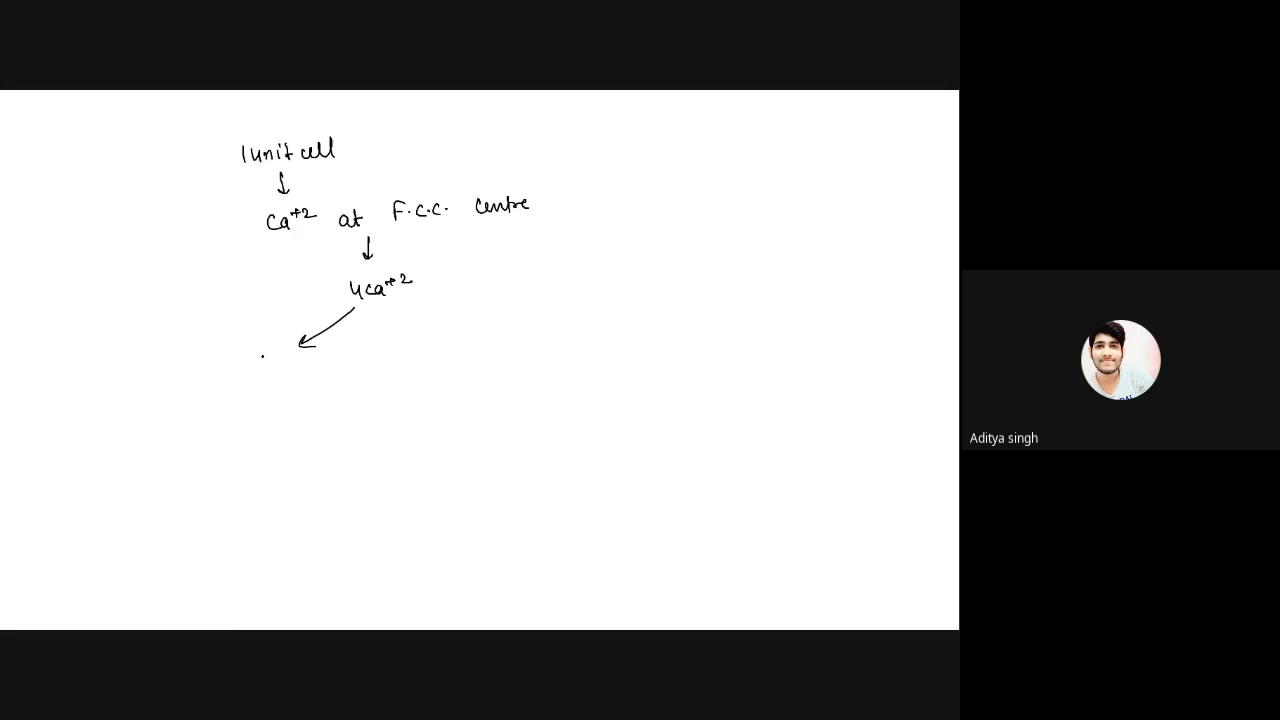 1 unit cell
↓
Ca+2 at F.C.C. centre
↓
4Ca+2
Aditya singh